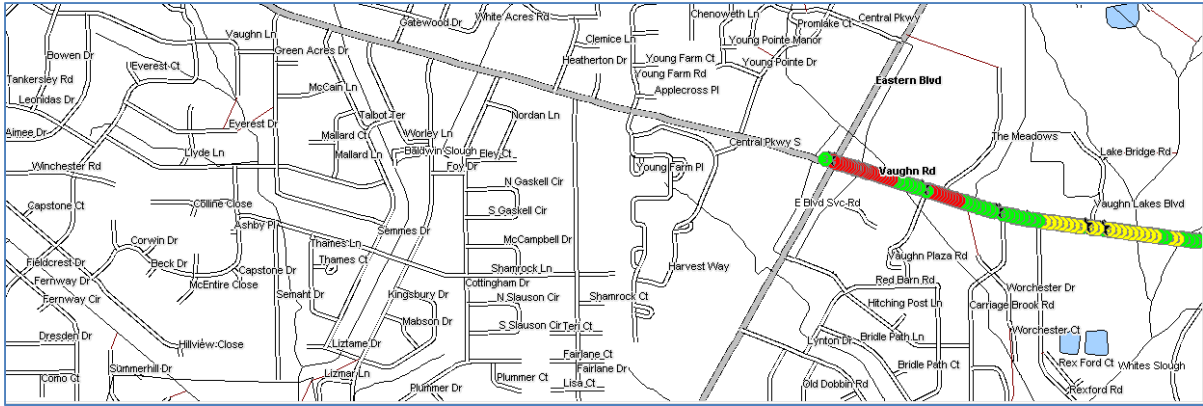 White Acres Rd
Chenoweth Ln
Promlake Ct
Central Pkwy
Gatewood Dr
Vaughn Ln
Clemice Ln
Young Pointe Manor
Green Acres Dr
Bowen Dr
Everest Ct
Heatherton Dr
Young Farm Ct
Young Pointe Dr
Young Farm Rd
Tankersley Rd
Eastern Blvd
McCain Ln
Applecross Pl
Leonidas Dr
Talbot Ter
Nordan Ln
Everest Dr
Aimee Dr
Mallard Ct
Worley Ln
The Meadows
Central Pkwy S
Llyde Ln
Mallard Ln
Baldwin Slough
Eley Ct
Lake Bridge Rd
Winchester Rd
Foy Dr
Young Farm Pl
Vaughn Rd
N Gaskell Cir
Capstone Ct
Colline Close
E Blvd Svc-Rd
Vaughn Lakes Blvd
S Gaskell Cir
Ashby Pl
Semmes Dr
Corwin Dr
Thames Ln
McCampbell Dr
Vaughn Plaza Rd
Fieldcrest Dr
Beck Dr
Thames Ct
Harvest Way
Capstone Dr
Shamrock Ln
Fernway Dr
McEntire Close
Cottingham Dr
Red Barn Rd
Worchester Dr
Semaht Dr
Kingsbury Dr
Fernway Cir
N Slauson Cir
Shamrock Ct
Hitching Post Ln
Carriage Brook Rd
Mabson Dr
S Slauson Cir
Teri Ct
Worchester Ct
Dresden Dr
Hillview Close
Liztame Dr
Lynton Dr
Bridle Path Ln
Fairlane Ct
Rex Ford Ct
Whites Slough
Summerhill Dr
Fairlane Dr
Bridle Path Ct
Como Ct
Lizmar Ln
Plummer Ct
Plummer Dr
Lisa Ct
Old Dobbin Rd
Rexford Rd